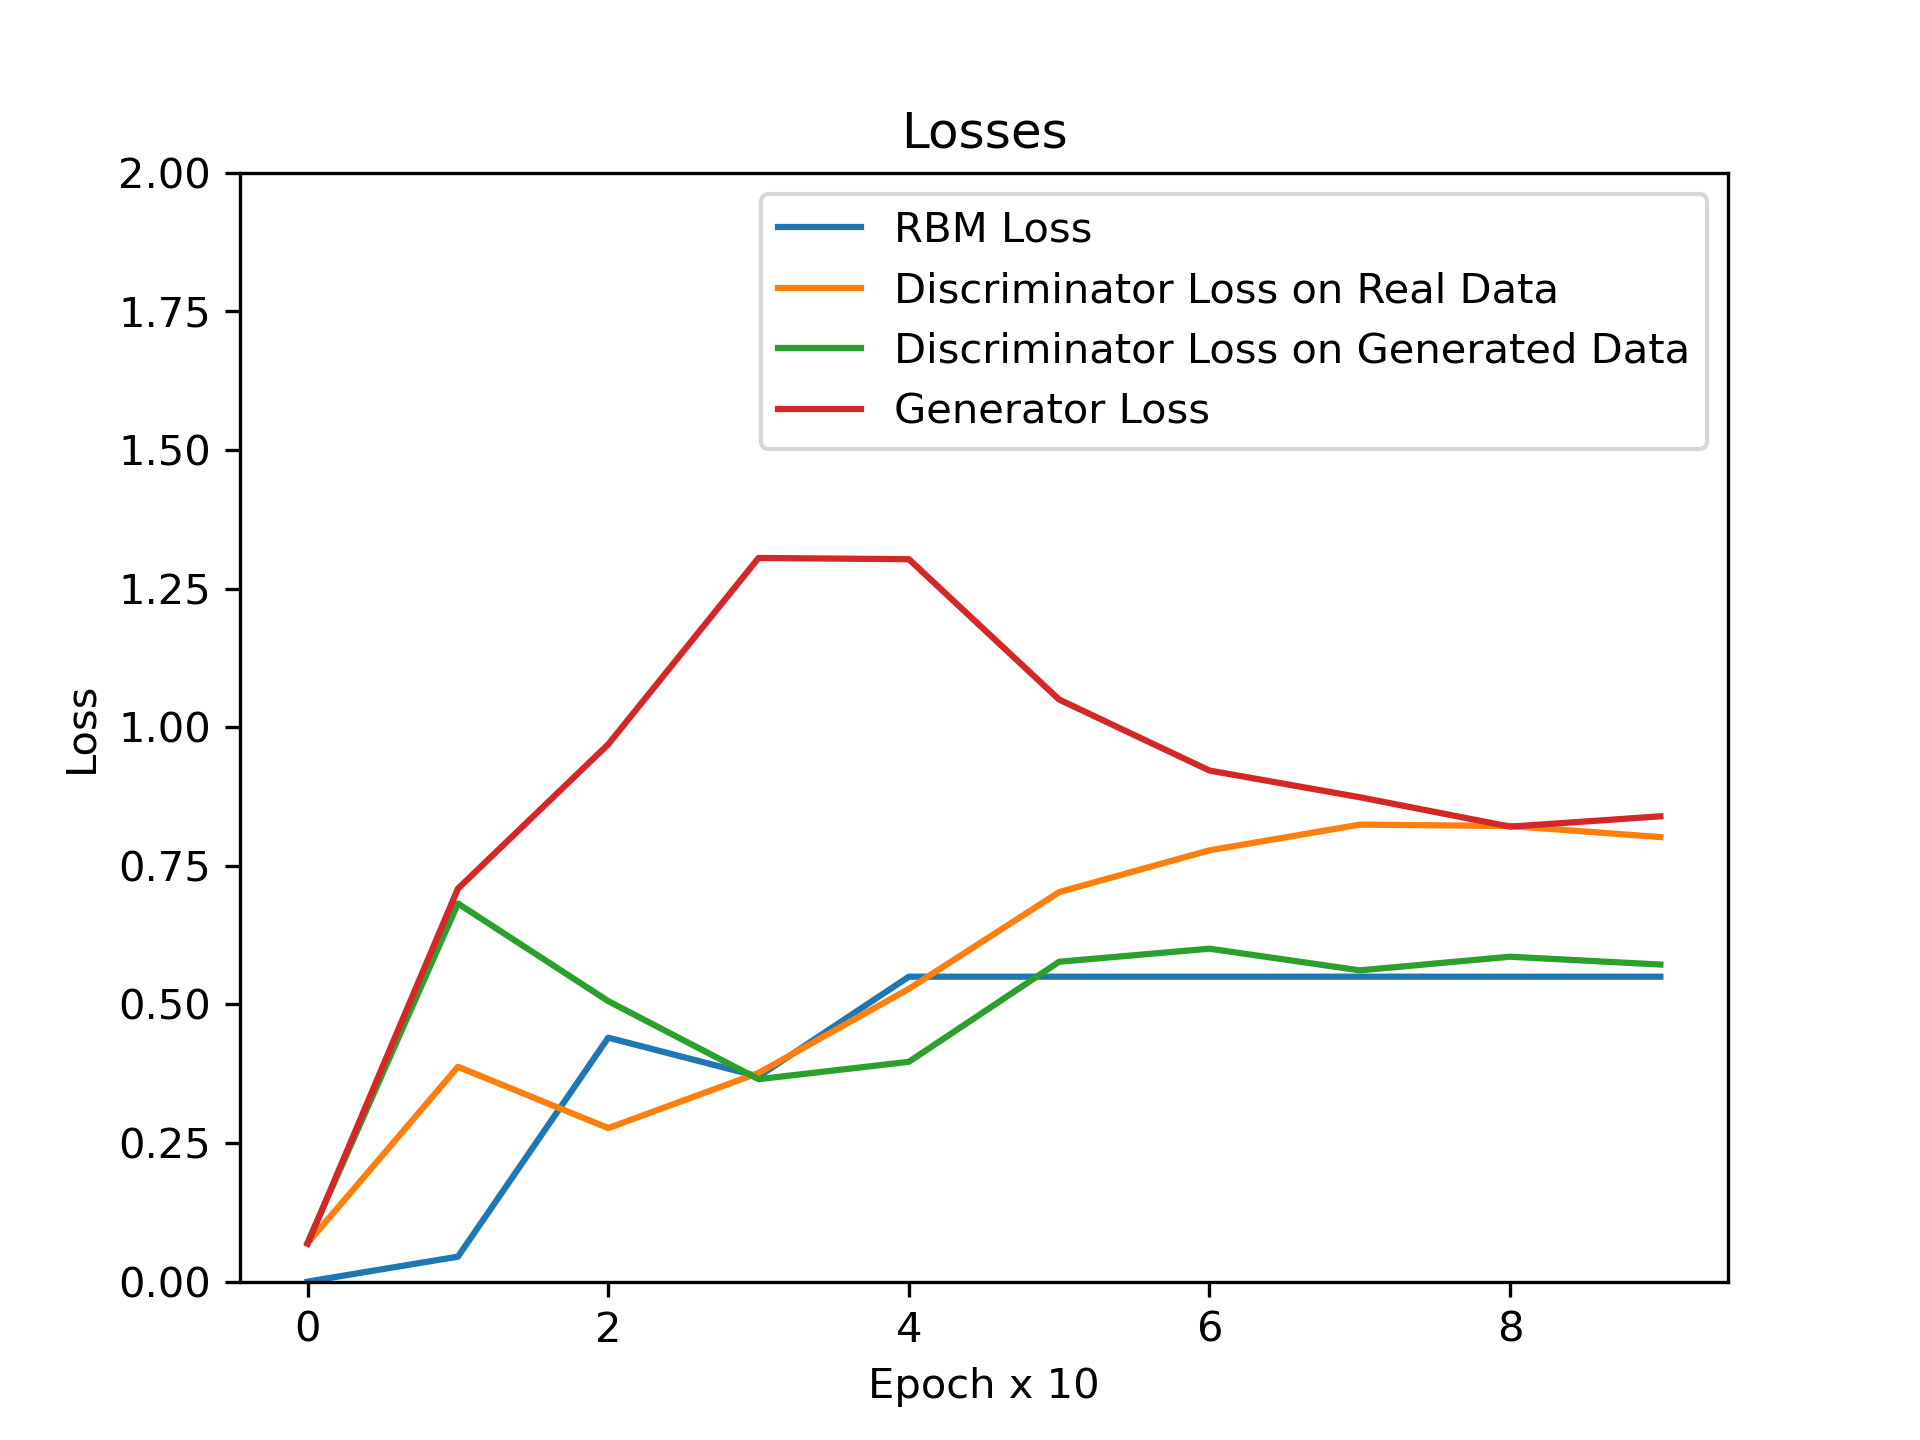 Losses
2.00
1.75
1.50
1.25
1.00
0.75
0.50
0.25
0.00
Loss
RBM Loss
Discriminator Loss on Real Data
Discriminator Loss on Generated Data
Generator Loss
0 2 4 6 8
Epoch x 10